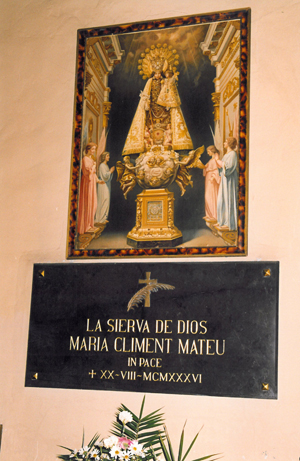 LA SIERVA DE DIOS
MARIA CLIMENT MATEU
IN PACE
+ XX-VIII-MCMXXXVI